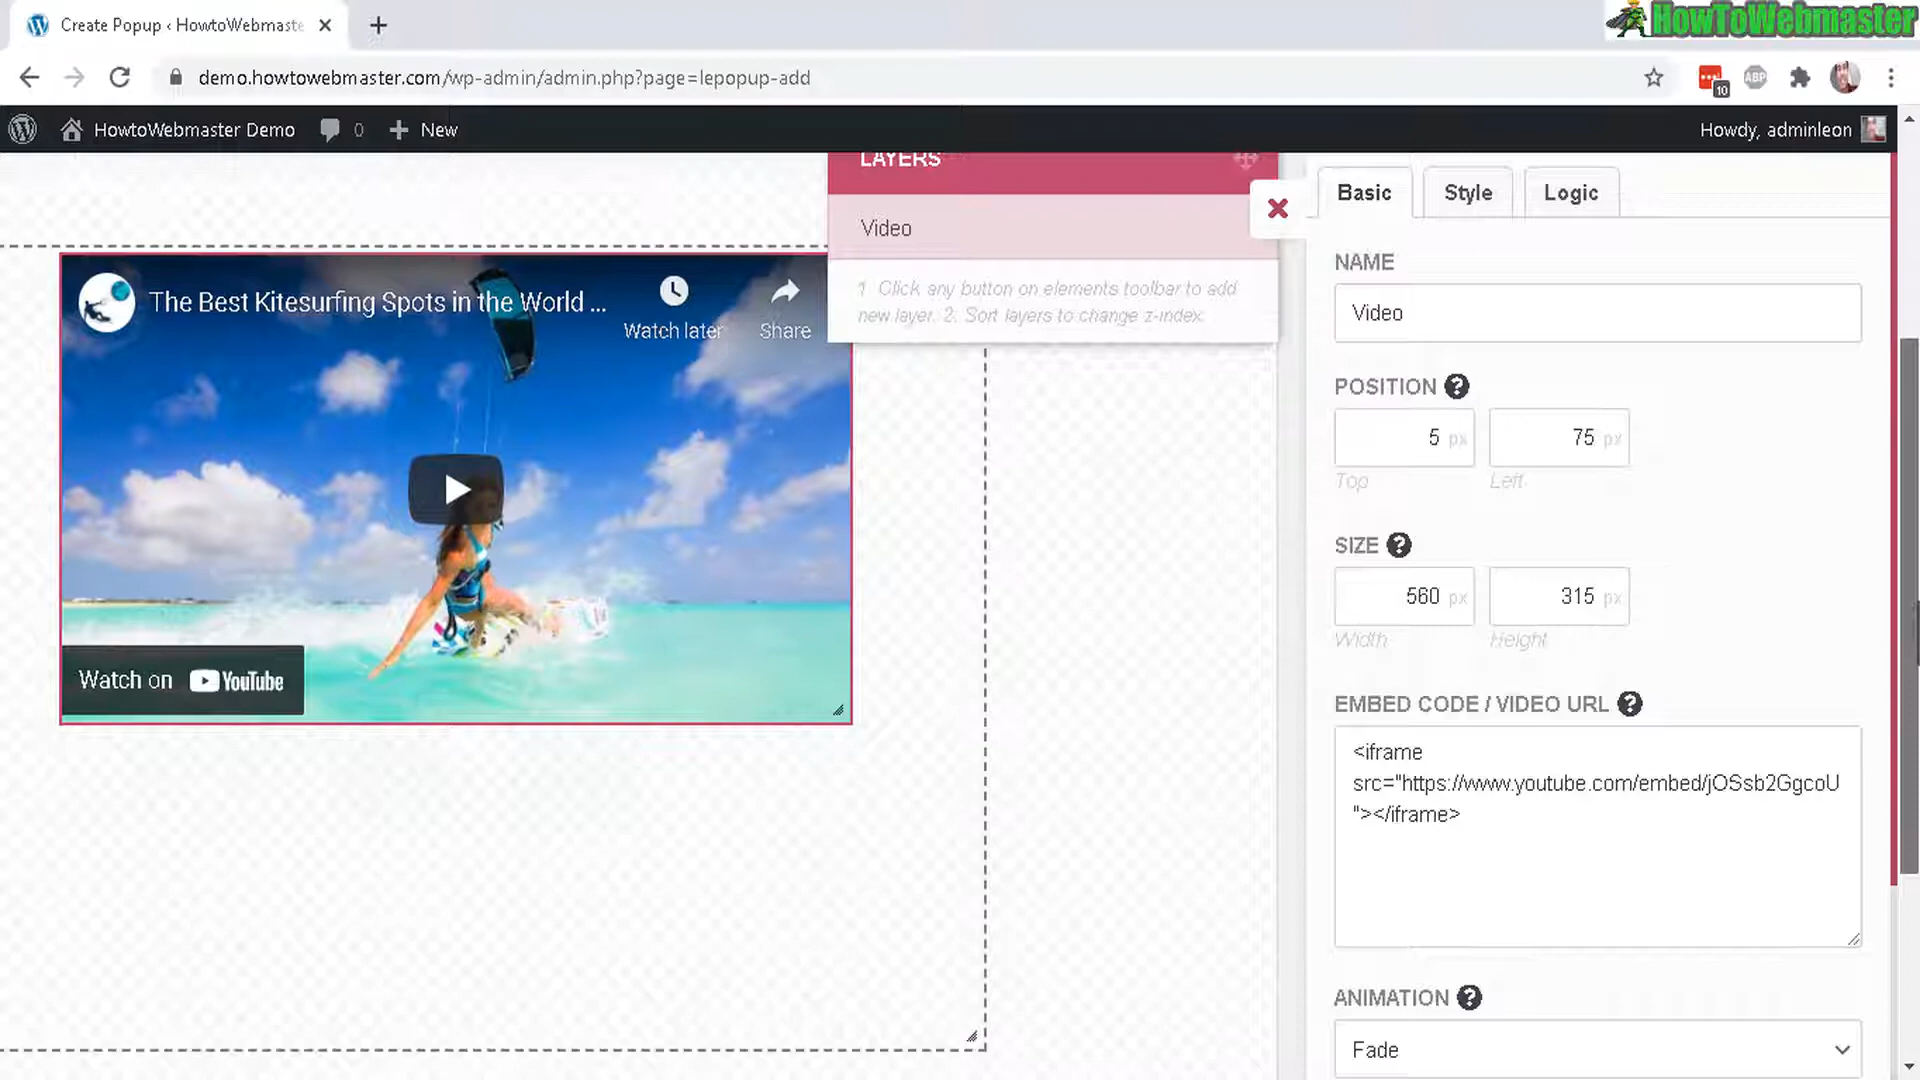 Create Popup ‹ HowtoWebmaste
HowToWebmaster
demo.howtowebmaster.com/wp-admin/admin.php?page=lepopup-add
10
ABP
HowtoWebmaster Demo
0
New
Howdy, adminleon
LAYERS
Video
1 Click any button on elements toolbar to add
new layer. 2. Sort layers to change z-index.
The Best Kitesurfing Spots in the World ...
Watch later
Share
Watch on YouTube
Basic
Style
Logic
NAME
Video
POSITION ?
5 px
75 px
Top
Left
SIZE ?
560 px
315 px
Width
Height
EMBED CODE / VIDEO URL ?
<iframe
src="https://www.youtube.com/embed/jOSsb2GgcoU
"></iframe>
ANIMATION ?
Fade